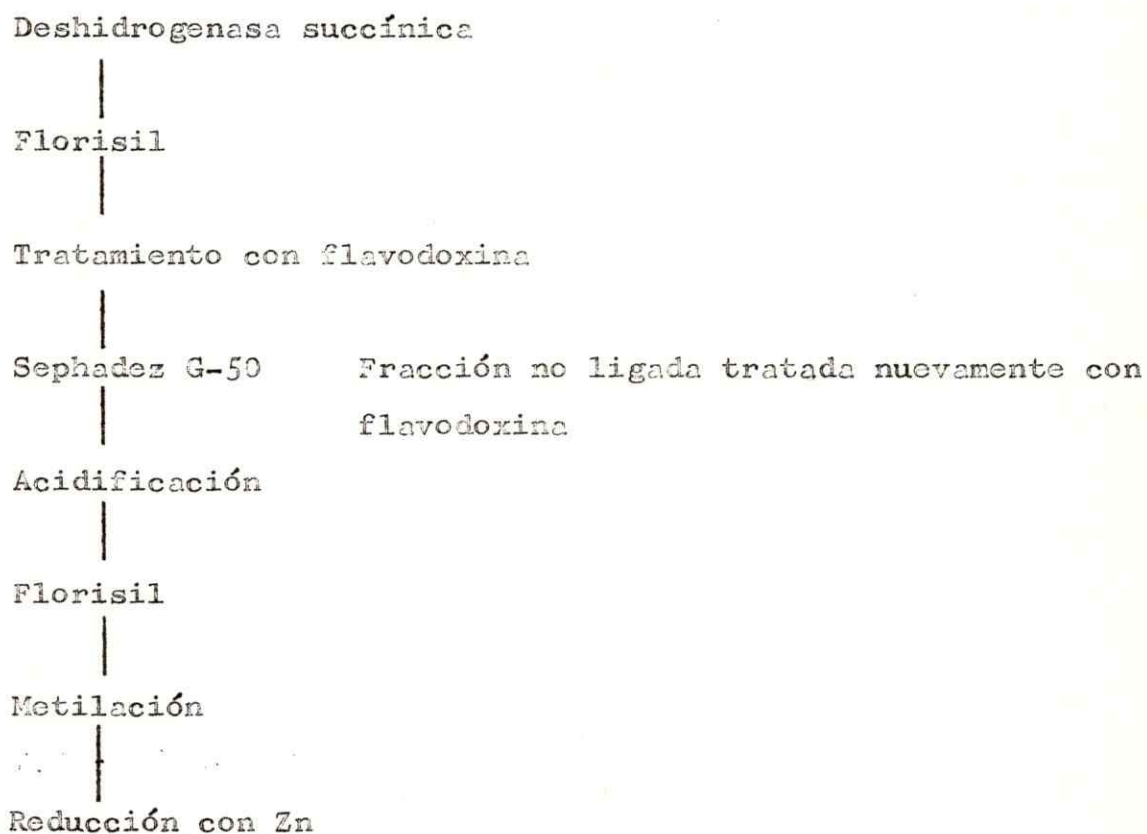 Deshidrogenasa succínica
Florisil
Tratamiento con flavodoxina
Sephadez G-50 Fracción no ligada tratada nuevamente con
flavodoxina
Acidificación
Florisil
Metilación
Reducción con Zn